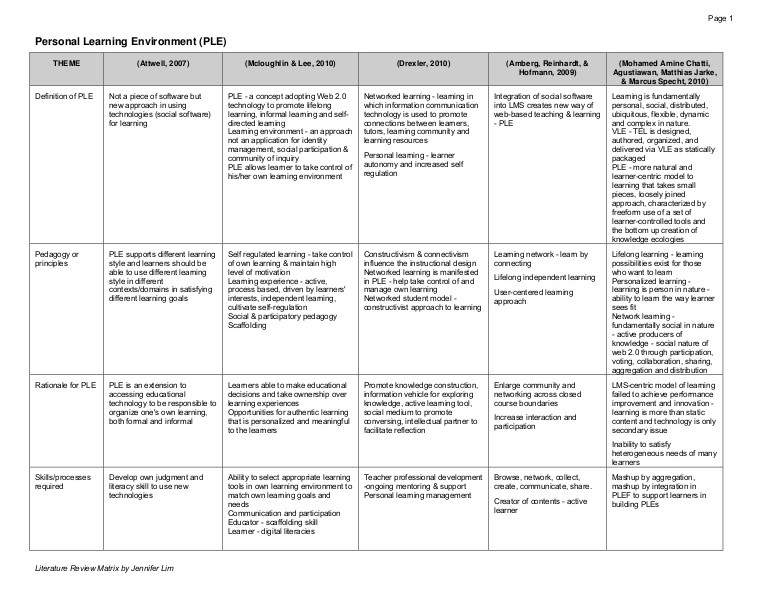 Page 1
Personal Learning Environment (PLE)
THEME
(Attwell, 2007)
(Mcloughlin & Lee, 2010)
(Drexler, 2010)
(Amberg, Reinhardt, &
Hofmann, 2009)
(Mohamed Amine Chatti,
Agustiawan, Matthias Jarke,
& Marcus Specht, 2010)
Definition of PLE
Not a piece of software but
new approach in using
technologies (social software)
for learning
PLE - a concept adopting Web 2.0
technology to promote lifelong
learning, informal learning and self-
directed learning
Learning environment - an approach
not an application for identity
management, social participation &
community of inquiry
PLE allows learner to take control of
his/her own learning environment
Networked learning - learning in
which information communication
technology is used to promote
connections between learners,
tutors, learning community and
learning resources
Personal learning - learner
autonomy and increased self
regulation
Integration of social software
into LMS creates new way of
web-based teaching & learning
- PLE
Learning is fundamentally
personal, social, distributed,
ubiquitous, flexible, dynamic
and complex in nature.
VLE - TEL is designed,
authored, organized, and
delivered via VLE as statically
packaged
PLE - more natural and
learner-centric model to
learning that takes small
pieces, loosely joined
approach, characterized by
freeform use of a set of
learner-controlled tools and
the bottom up creation of
knowledge ecologies
Pedagogy or
principles
PLE supports different learning
style and learners should be
able to use different learning
style in different
contexts/domains in satisfying
different learning goals
Self regulated learning - take control
of own learning & maintain high
level of motivation
Learning experience - active,
process based, driven by learners'
interests, independent learning,
cultivate self-regulation
Social & participatory pedagogy
Scaffolding
Constructivism & connectivism
influence the instructional design
Networked learning is manifested
in PLE - help take control of and
manage own learning
Networked student model -
constructivist approach to learning
Learning network - learn by
connecting
Lifelong independent learning
User-centered learning
approach
Lifelong learning - learning
possibilities exist for those
who want to learn
Personalized learning -
learning is person in nature -
ability to learn the way learner
sees fit
Network learning -
fundamentally social in nature
- active producers of
knowledge - social nature of
web 2.0 through participation,
voting, collaboration, sharing,
aggregation and distribution
Rationale for PLE
PLE is an extension to
accessing educational
technology to be responsible to
organize one's own learning,
both formal and informal
Learners able to make educational
decisions and take ownership over
learning experiences
Opportunities for authentic learning
that is personalized and meaningful
to the learners
Promote knowledge construction,
information vehicle for exploring
knowledge, active learning tool,
social medium to promote
conversing, intellectual partner to
facilitate reflection
Enlarge community and
networking across closed
course boundaries
Increase interaction and
participation
LMS-centric model of learning
failed to achieve performance
improvement and innovation -
learning is more than static
content and technology is only
secondary issue
Inability to satisfy
heterogeneous needs of many
learners
Skills/processes
required
Develop own judgment and
literacy skill to use new
technologies
Ability to select appropriate learning
tools in own learning environment to
match own learning goals and
needs
Communication and participation
Educator - scaffolding skill
Learner - digital literacies
Teacher professional development
-ongoing mentoring & support
Personal learning management
Browse, network, collect,
create, communicate, share.
Creator of contents - active
learner
Mashup by aggregation,
mashup by integration in
PLEF to support learners in
building PLEs
Literature Review Matrix by Jennifer Lim